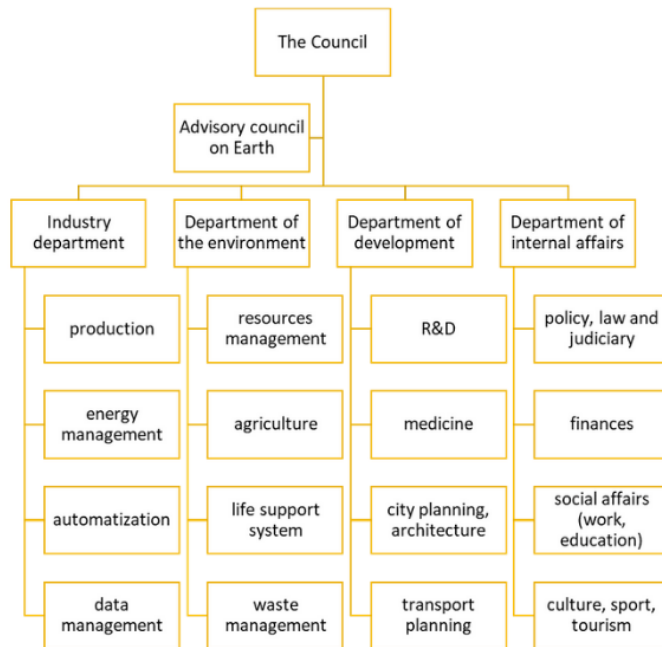 The Council
Advisory council
on Earth
Industry
department
Department of
the environment
Department of
development
Department of
internal affairs
production
resources
management
R&D
policy, law and
judiciary
energy
management
agriculture
medicine
finances
automatization
life support
system
city planning,
architecture
social affairs
(work,
education)
data
management
waste
management
transport
planning
culture, sport,
tourism